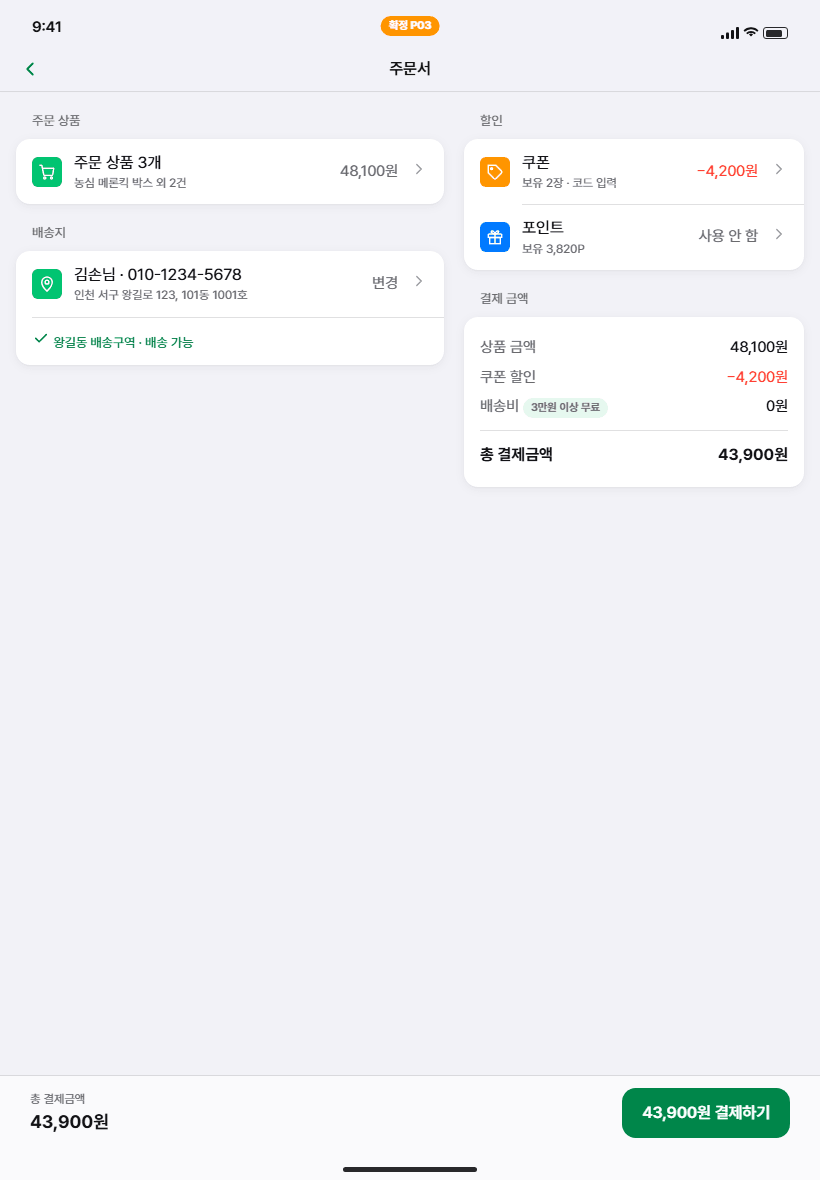 9:41
확정 P03
주문서
주문 상품
주문 상품 3개
농심 메론킥 박스 외 2건
48,100원
배송지
김손님 · 010-1234-5678
인천 서구 왕길로 123, 101동 1001호
변경
왕길동 배송구역 · 배송 가능
할인
쿠폰
보유 2장 · 코드 입력
−4,200원
포인트
보유 3,820P
사용 안 함
결제 금액
상품 금액 48,100원
쿠폰 할인 −4,200원
배송비 3만원 이상 무료 0원
총 결제금액 43,900원
총 결제금액
43,900원
43,900원 결제하기